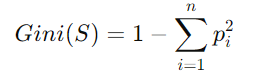 Gini(S) = 1 − \sum_{i=1}^{n} p_i^2